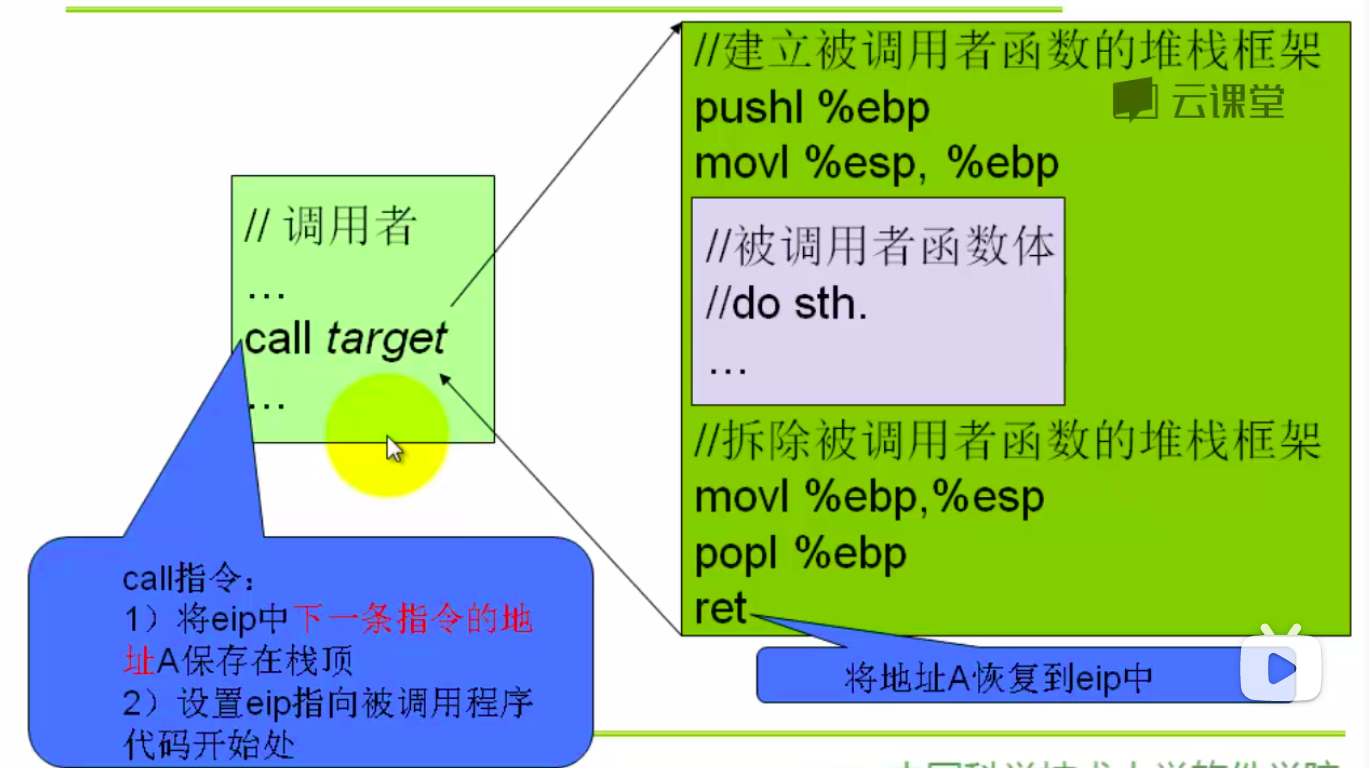 //建立被调用者函数的堆栈框架
pushl %ebp
云课堂
movl %esp, %ebp
// 调用者
…
call target
…
//被调用者函数体
//do sth.
…
//拆除被调用者函数的堆栈框架
movl %ebp,%esp
popl %ebp
ret
将地址A恢复到eip中
call指令：
1）将eip中下一条指令的地
址A保存在栈顶
2）设置eip指向被调用程序
代码开始处